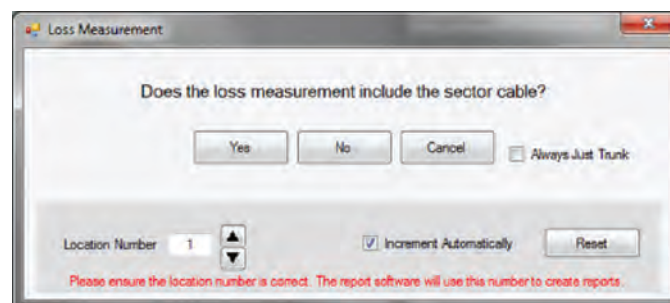 Loss Measurement
Does the loss measurement include the sector cable?
Yes No Cancel Always Just Trunk
Location Number 1 Increment Automatically Reset
Please ensure the location number is correct. The report software will use this number to create reports.